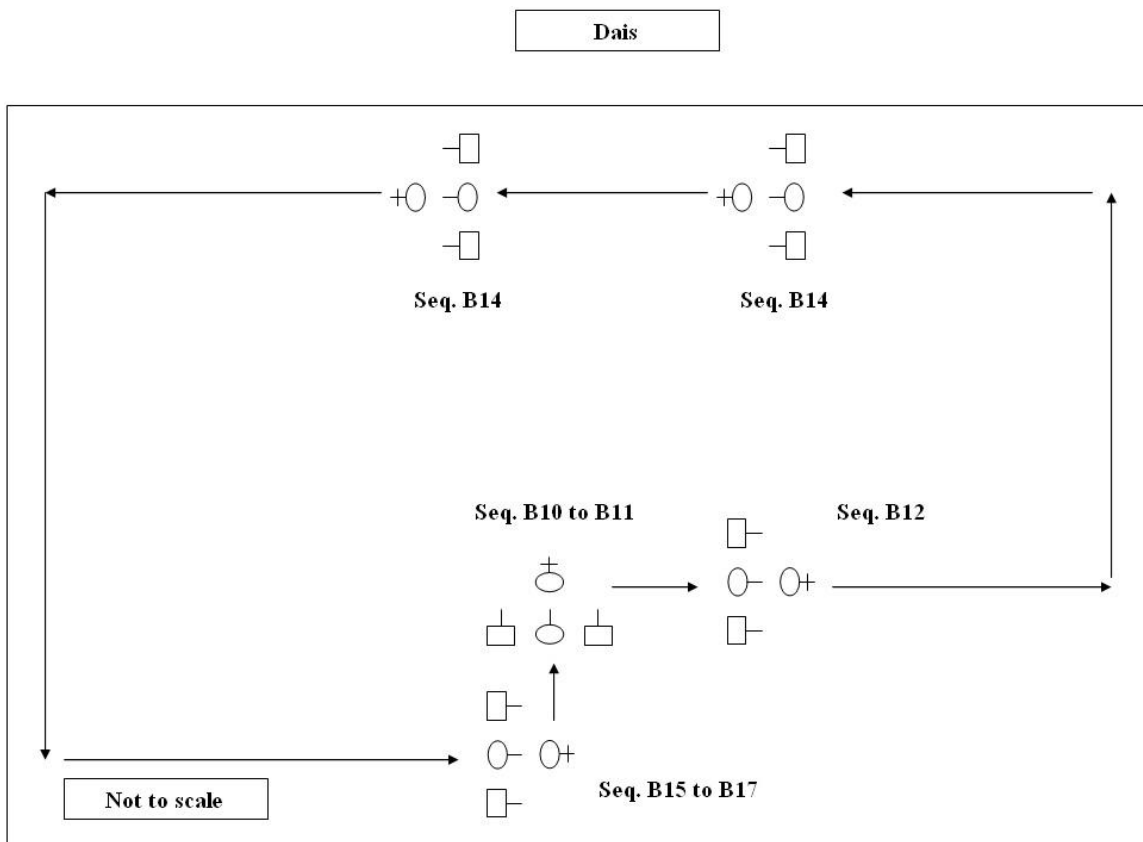 Dais
Seq. B14
Seq. B14
Seq. B10 to B11
Seq. B12
Seq. B15 to B17
Not to scale